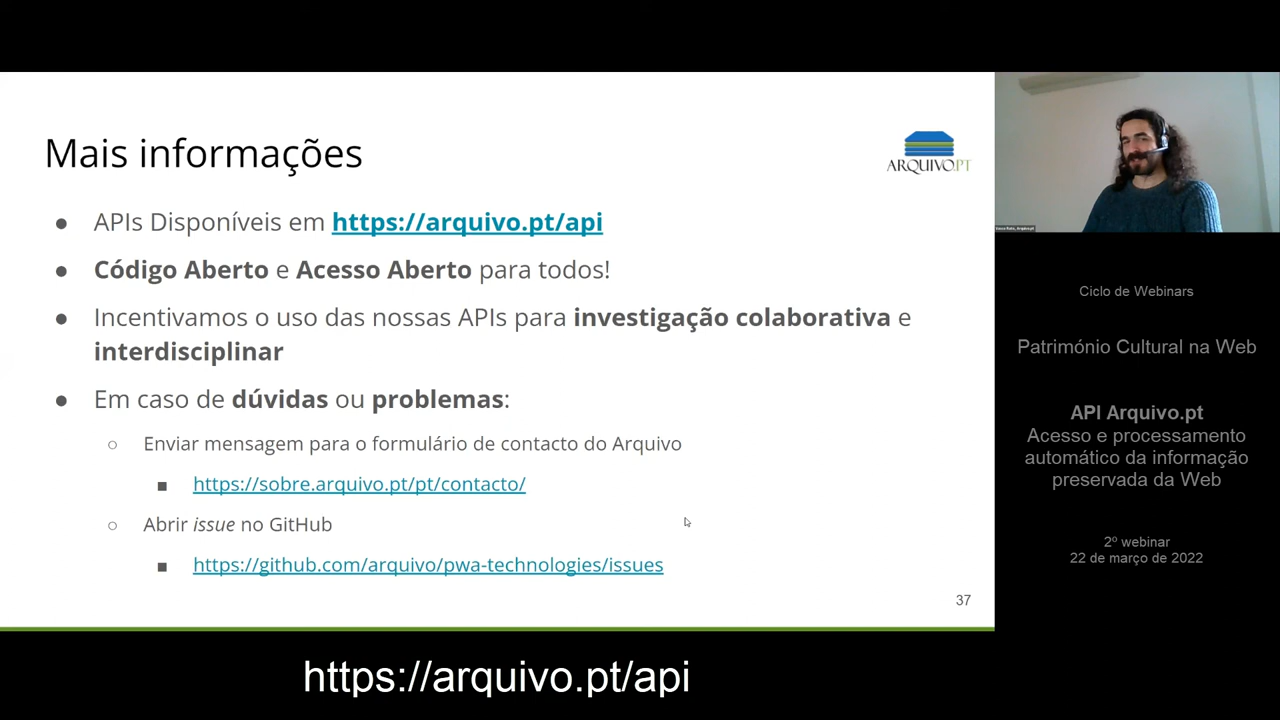 Mais informações
ARQUIVO.PT
● APIs Disponíveis em https://arquivo.pt/api
● Código Aberto e Acesso Aberto para todos!
● Incentivamos o uso das nossas APIs para investigação colaborativa e
interdisciplinar
● Em caso de dúvidas ou problemas:
○ Enviar mensagem para o formulário de contacto do Arquivo
■ https://sobre.arquivo.pt/pt/contacto/
○ Abrir issue no GitHub
■ https://github.com/arquivo/pwa-technologies/issues
37
Ciclo de Webinars
Património Cultural na Web
API Arquivo.pt
Acesso e processamento
automático da informação
preservada da Web
2º webinar
22 de março de 2022
https://arquivo.pt/api